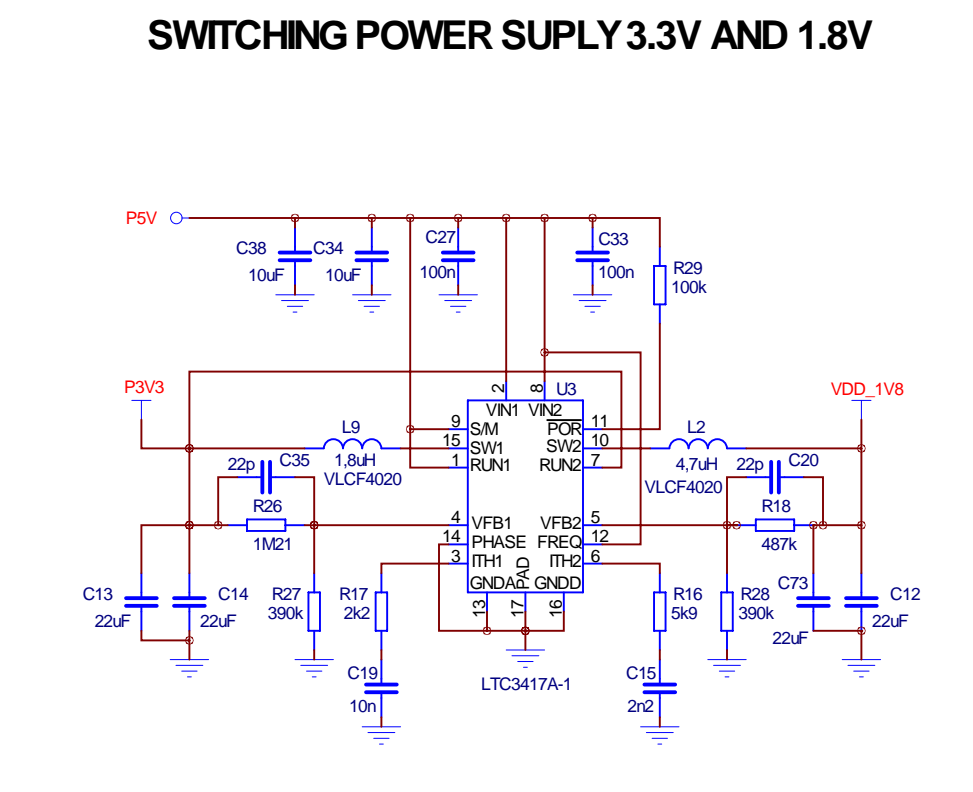 SWITCHING POWER SUPLY 3.3V AND 1.8V
P5V
C38
10uF
C34
10uF
C27
100n
C33
100n
R29
100k
P3V3
VDD_1V8
U3
2
8
VIN1
VIN2
9
S/M
POR
11
15
SW1
SW2
10
1
RUN1
RUN2
7
L9
1,8uH
VLCF4020
L2
4,7uH
VLCF4020
22p
C35
R26
1M21
22p
C20
R18
487k
4
VFB1
VFB2
5
14
PHASE
FREQ
12
3
ITH1
ITH2
6
GNDA
PAD
GNDD
13
17
16
C13
22uF
C14
22uF
R27
390k
R17
2k2
R16
5k9
R28
390k
C73
22uF
C12
22uF
C19
10n
LTC3417A-1
C15
2n2